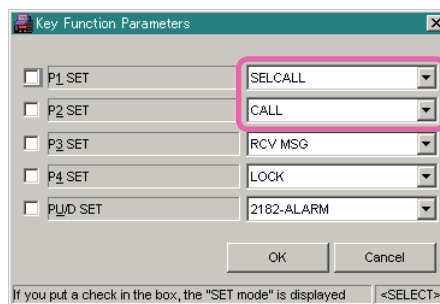 Key Function Parameters
P1 SET SELCALL
P2 SET CALL
P3 SET RCV MSG
P4 SET LOCK
PU/D SET 2182-ALARM
OK Cancel
If you put a check in the box, the "SET mode" is displayed <SELECT>